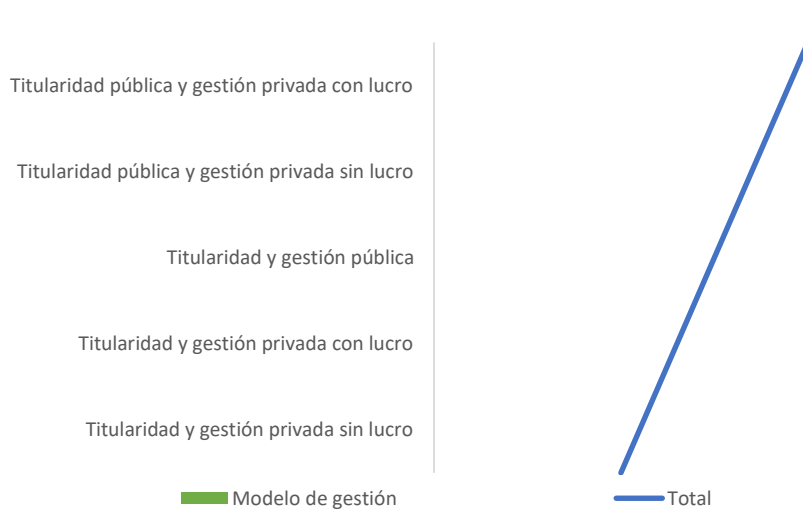 Titularidad pública y gestión privada con lucro
Titularidad pública y gestión privada sin lucro
Titularidad y gestión pública
Titularidad y gestión privada con lucro
Titularidad y gestión privada sin lucro
Modelo de gestión
Total